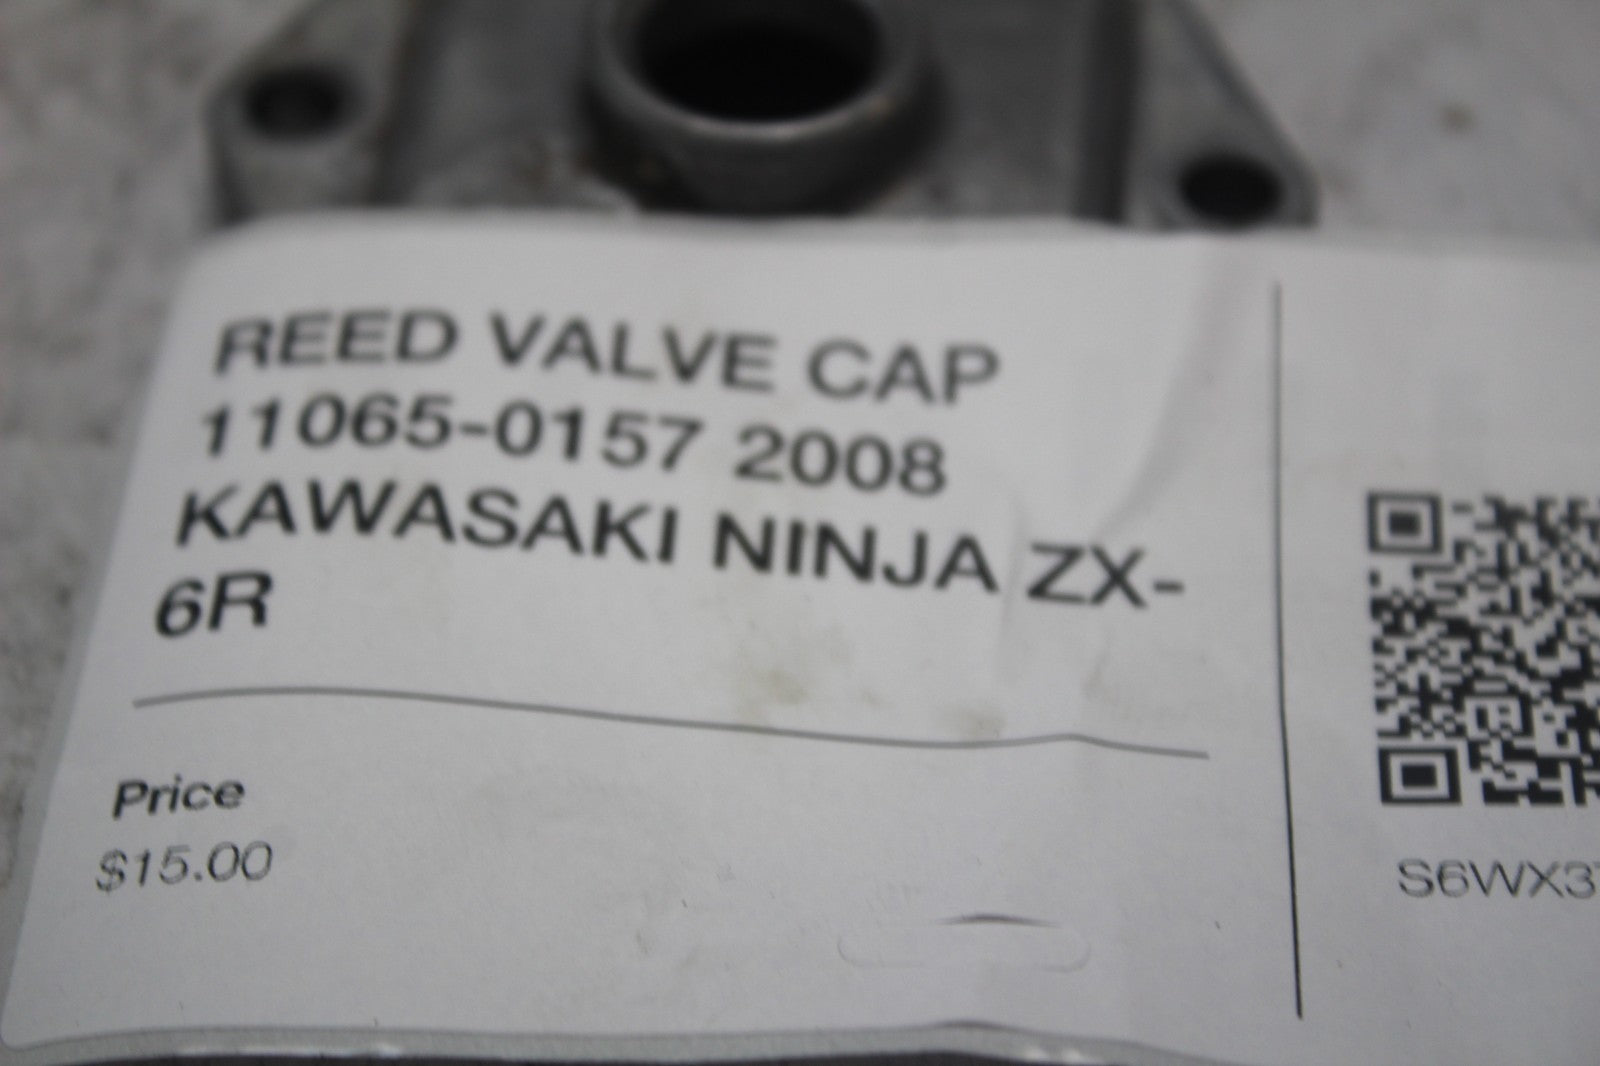 REED VALVE CAP
11065-0157 2008
KAWASAKI NINJA ZX-
6R
Price
$15.00